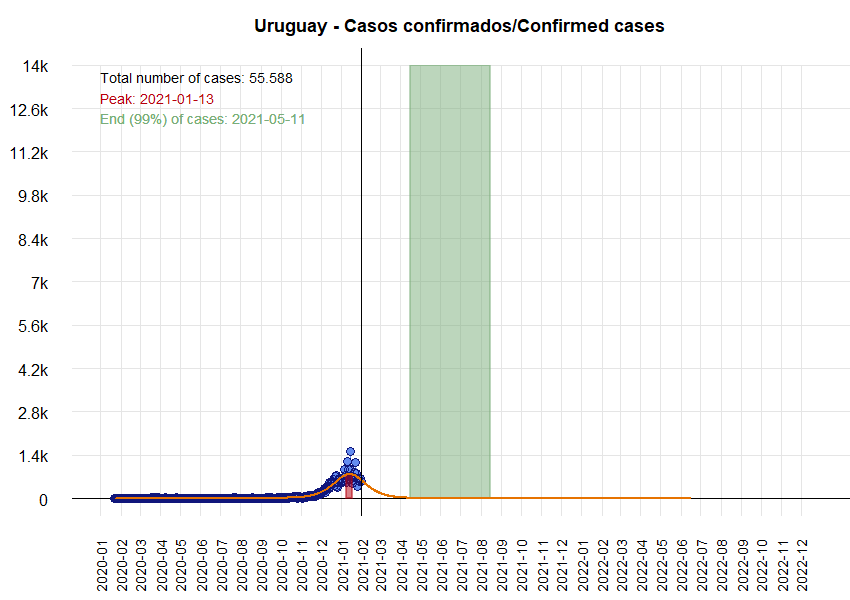 Uruguay - Casos confirmados/Confirmed cases
Total number of cases: 55.588
Peak: 2021-01-13
End (99%) of cases: 2021-05-11
14k
12.6k
11.2k
9.8k
8.4k
7k
5.6k
4.2k
2.8k
1.4k
0
2020-01
2020-02
2020-03
2020-04
2020-05
2020-06
2020-07
2020-08
2020-09
2020-10
2020-11
2020-12
2021-01
2021-02
2021-03
2021-04
2021-05
2021-06
2021-07
2021-08
2021-09
2021-10
2021-11
2021-12
2022-01
2022-02
2022-03
2022-04
2022-05
2022-06
2022-07
2022-08
2022-09
2022-10
2022-11
2022-12